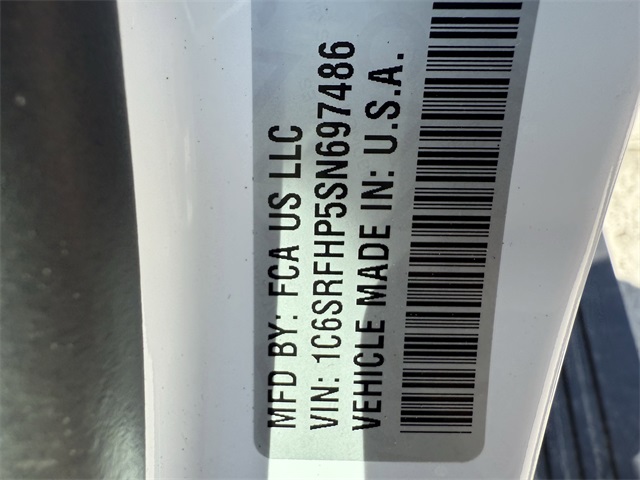 MFD BY: FCA US LLC
VIN: 1C6SRFHP5SN697486
VEHICLE MADE IN: U.S.A.